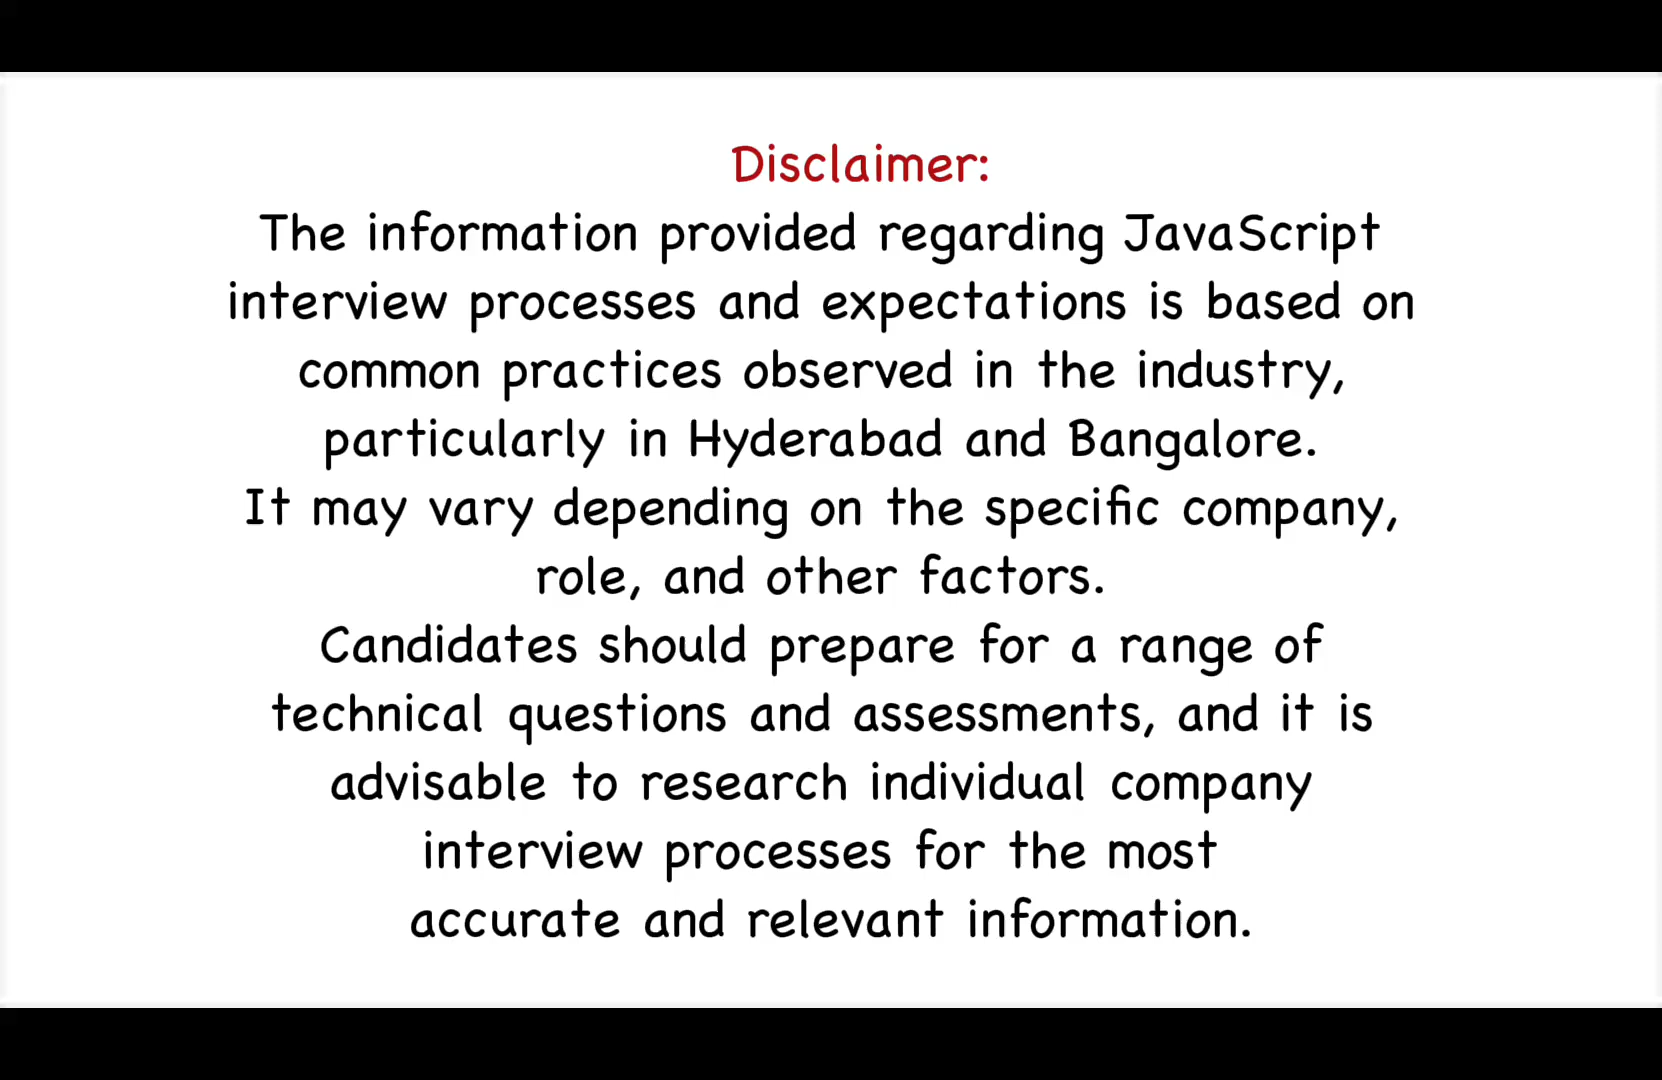 Disclaimer:
The information provided regarding JavaScript
interview processes and expectations is based on
common practices observed in the industry,
particularly in Hyderabad and Bangalore.
It may vary depending on the specific company,
role, and other factors.
Candidates should prepare for a range of
technical questions and assessments, and it is
advisable to research individual company
interview processes for the most
accurate and relevant information.